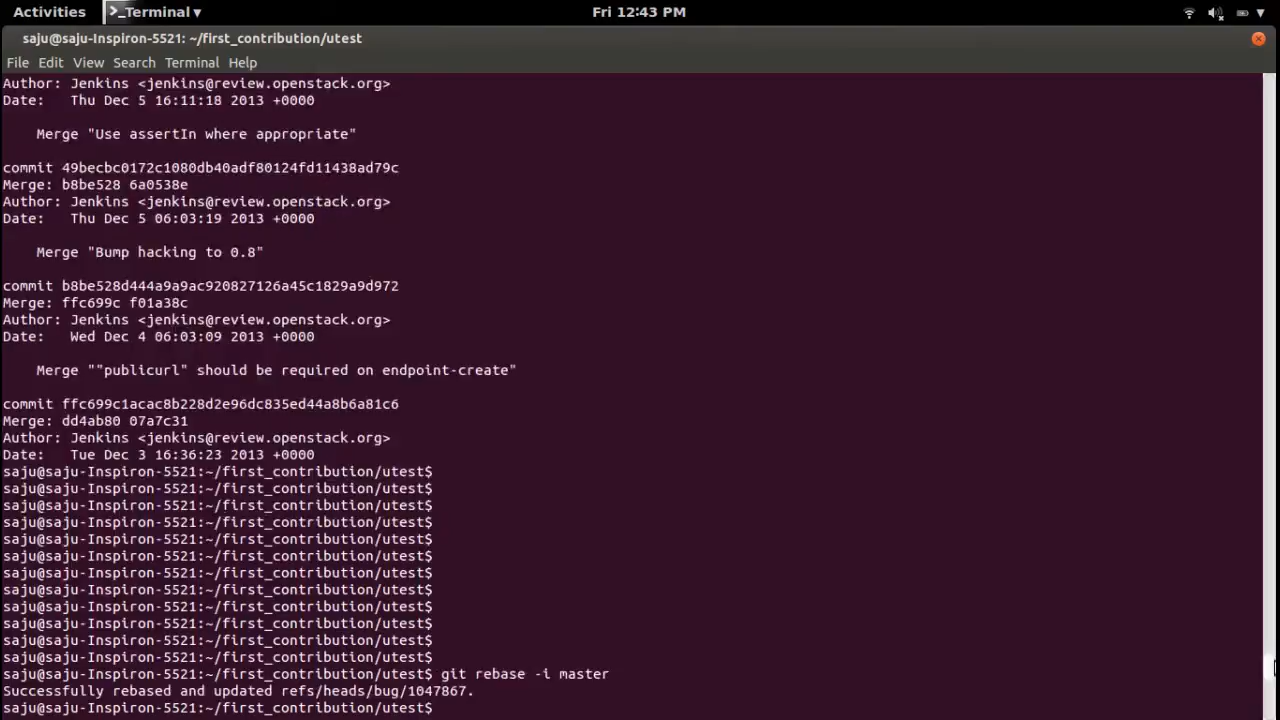 Activities
>_Terminal ▾
Fri 12:43 PM
saju@saju-Inspiron-5521: ~/first_contribution/utest
File Edit View Search Terminal Help
Author: Jenkins <jenkins@review.openstack.org>
Date:   Thu Dec 5 16:11:18 2013 +0000
    Merge "Use assertIn where appropriate"
commit 49becbc0172c1080db40adf80124fd11438ad79c
Merge: b8be528 6a0538e
Author: Jenkins <jenkins@review.openstack.org>
Date:   Thu Dec 5 06:03:19 2013 +0000
    Merge "Bump hacking to 0.8"
commit b8be528d444a9a9ac920827126a45c1829a9d972
Merge: ffc699c f01a38c
Author: Jenkins <jenkins@review.openstack.org>
Date:   Wed Dec 4 06:03:09 2013 +0000
    Merge ""publicurl" should be required on endpoint-create"
commit ffc699c1acac8b228d2e96dc835ed44a8b6a81c6
Merge: dd4ab80 07a7c31
Author: Jenkins <jenkins@review.openstack.org>
Date:   Tue Dec 3 16:36:23 2013 +0000
saju@saju-Inspiron-5521:~/first_contribution/utest$
saju@saju-Inspiron-5521:~/first_contribution/utest$
saju@saju-Inspiron-5521:~/first_contribution/utest$
saju@saju-Inspiron-5521:~/first_contribution/utest$
saju@saju-Inspiron-5521:~/first_contribution/utest$
saju@saju-Inspiron-5521:~/first_contribution/utest$
saju@saju-Inspiron-5521:~/first_contribution/utest$
saju@saju-Inspiron-5521:~/first_contribution/utest$
saju@saju-Inspiron-5521:~/first_contribution/utest$
saju@saju-Inspiron-5521:~/first_contribution/utest$
saju@saju-Inspiron-5521:~/first_contribution/utest$
saju@saju-Inspiron-5521:~/first_contribution/utest$
saju@saju-Inspiron-5521:~/first_contribution/utest$ git rebase -i master
Successfully rebased and updated refs/heads/bug/1047867.
saju@saju-Inspiron-5521:~/first_contribution/utest$